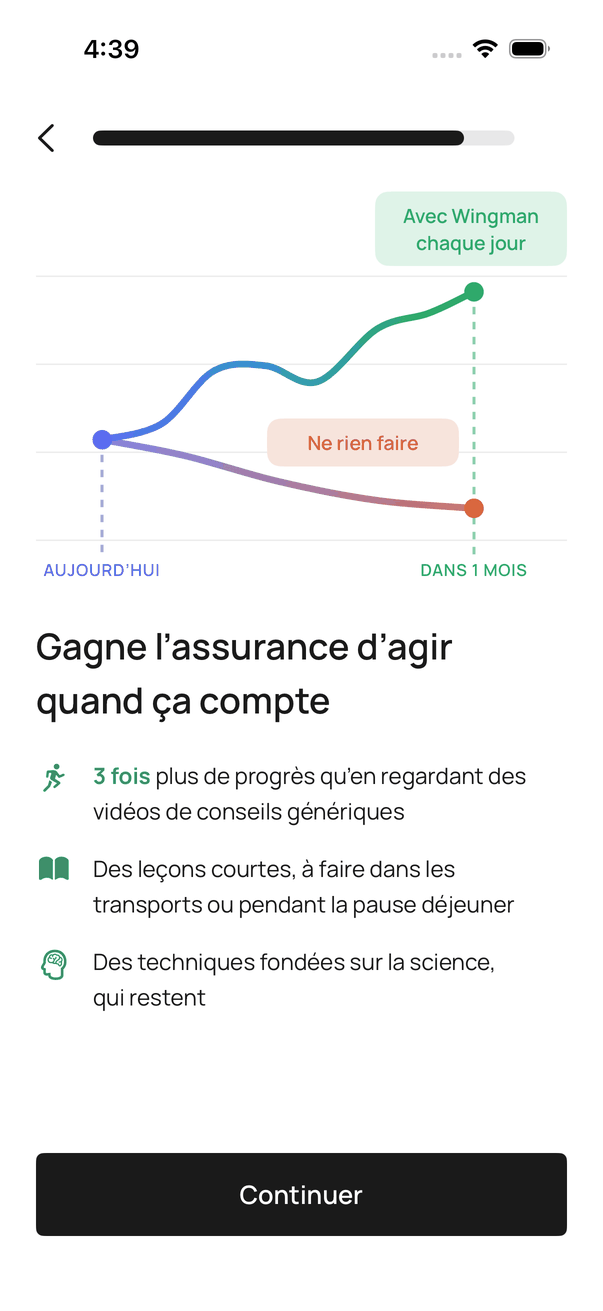 4:39
Avec Wingman
chaque jour
Ne rien faire
AUJOURD’HUI
DANS 1 MOIS
Gagne l’assurance d’agir
quand ça compte
3 fois plus de progrès qu’en regardant des
vidéos de conseils génériques
Des leçons courtes, à faire dans les
transports ou pendant la pause déjeuner
Des techniques fondées sur la science,
qui restent
Continuer